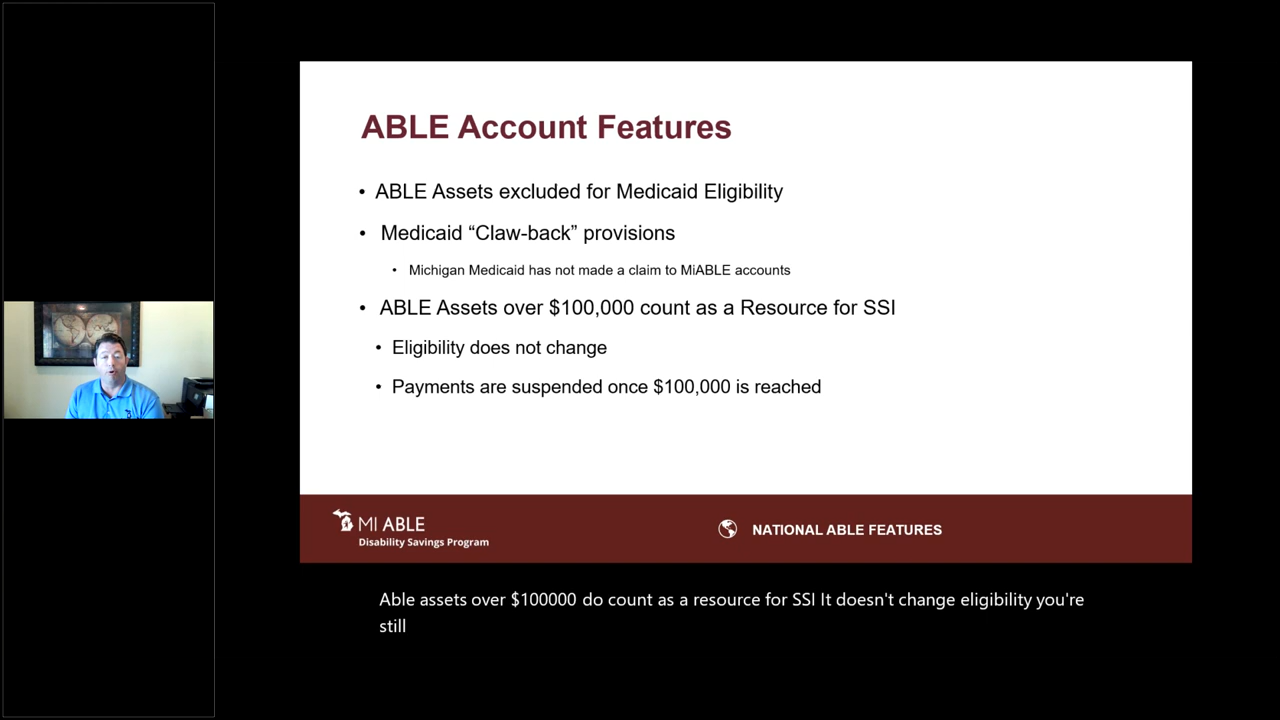 ABLE Account Features
• ABLE Assets excluded for Medicaid Eligibility
• Medicaid “Claw-back” provisions
• Michigan Medicaid has not made a claim to MiABLE accounts
• ABLE Assets over $100,000 count as a Resource for SSI
• Eligibility does not change
• Payments are suspended once $100,000 is reached
MI ABLE
Disability Savings Program
NATIONAL ABLE FEATURES
Able assets over $100000 do count as a resource for SSI It doesn't change eligibility you're
still